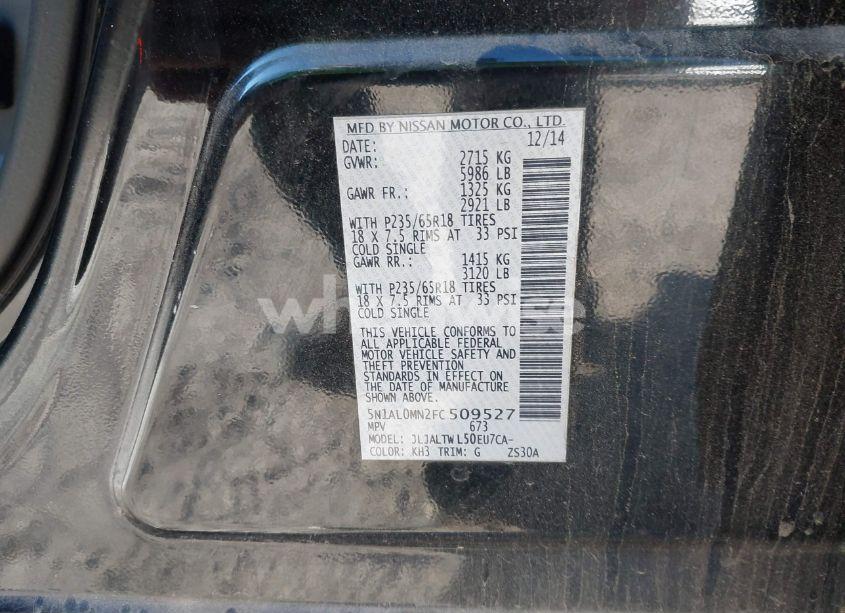 MFD BY NISSAN MOTOR CO., LTD.
DATE: 12/14
GVWR: 2715 KG
5986 LB
GAWR FR.: 1325 KG
2921 LB
WITH P235/65R18 TIRES
18 X 7.5 RIMS AT 33 PSI
COLD SINGLE
GAWR RR.: 1415 KG
3120 LB
WITH P235/65R18 TIRES
18 X 7.5 RIMS AT 33 PSI
COLD SINGLE
THIS VEHICLE CONFORMS TO
ALL APPLICABLE FEDERAL
MOTOR VEHICLE SAFETY AND
THEFT PREVENTION
STANDARDS IN EFFECT ON
THE DATE OF MANUFACTURE
SHOWN ABOVE.
5N1AL0MN2FC509527
MPV 673
MODEL: JLJALTWL50EU7CA-
COLOR: KH3 TRIM: G ZS30A